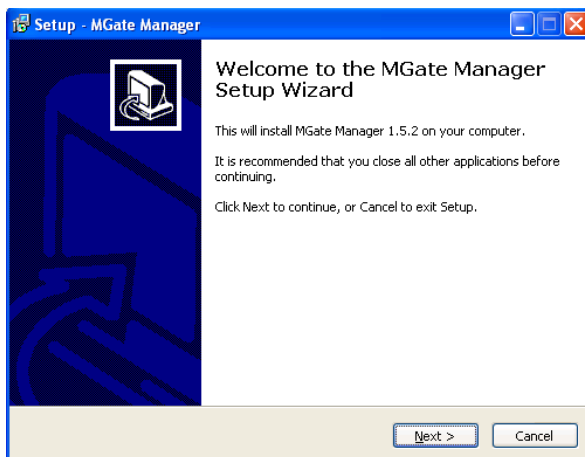 Setup - MGate Manager
Welcome to the MGate Manager
Setup Wizard
This will install MGate Manager 1.5.2 on your computer.
It is recommended that you close all other applications before
continuing.
Click Next to continue, or Cancel to exit Setup.
Next >
Cancel